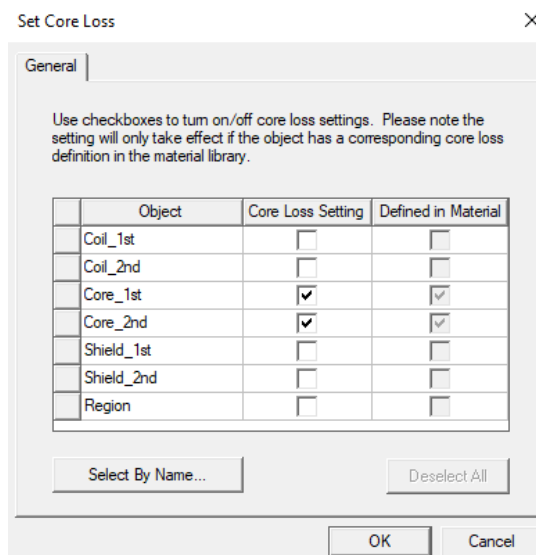 Set Core Loss
General
Use checkboxes to turn on/off core loss settings. Please note the
setting will only take effect if the object has a corresponding core loss
definition in the material library.
Object Core Loss Setting Defined in Material
Coil_1st
Coil_2nd
Core_1st
Core_2nd
Shield_1st
Shield_2nd
Region
Select By Name... Deselect All
OK Cancel